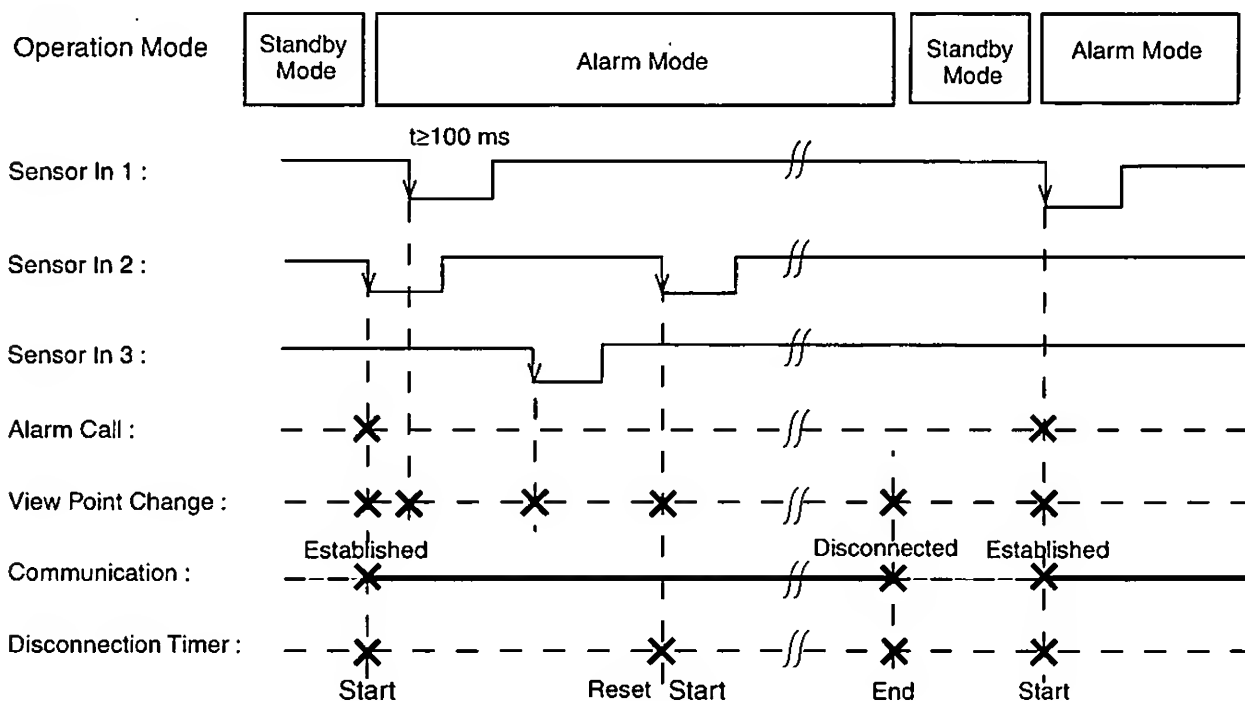 Operation Mode
Standby
Mode
Alarm Mode
Standby
Mode
Alarm Mode
t≥100 ms
Sensor In 1 :
Sensor In 2 :
Sensor In 3 :
Alarm Call :
View Point Change :
Established
Disconnected
Established
Communication :
Disconnection Timer :
Start
Reset
Start
End
Start